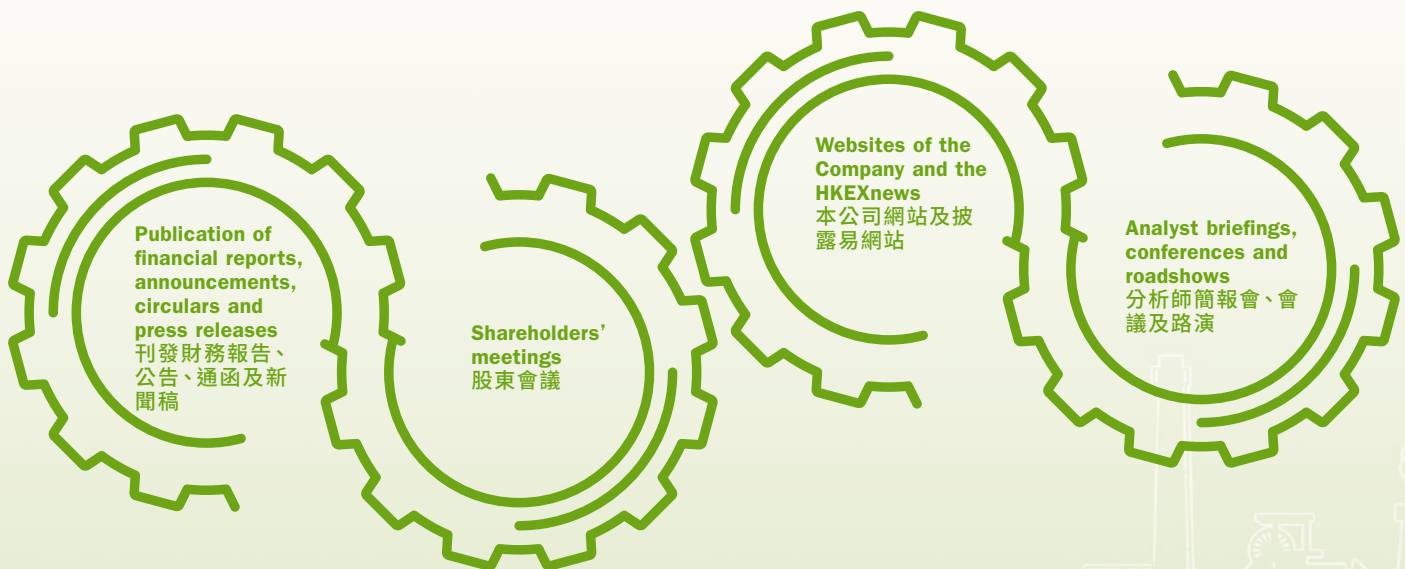 Publication of
financial reports,
announcements,
circulars and
press releases
刊發財務報告、
公告、通函及新
聞稿
Shareholders’
meetings
股東會議
Websites of the
Company and the
HKEXnews
本公司網站及披
露易網站
Analyst briefings,
conferences and
roadshows
分析師簡報會、會
議及路演